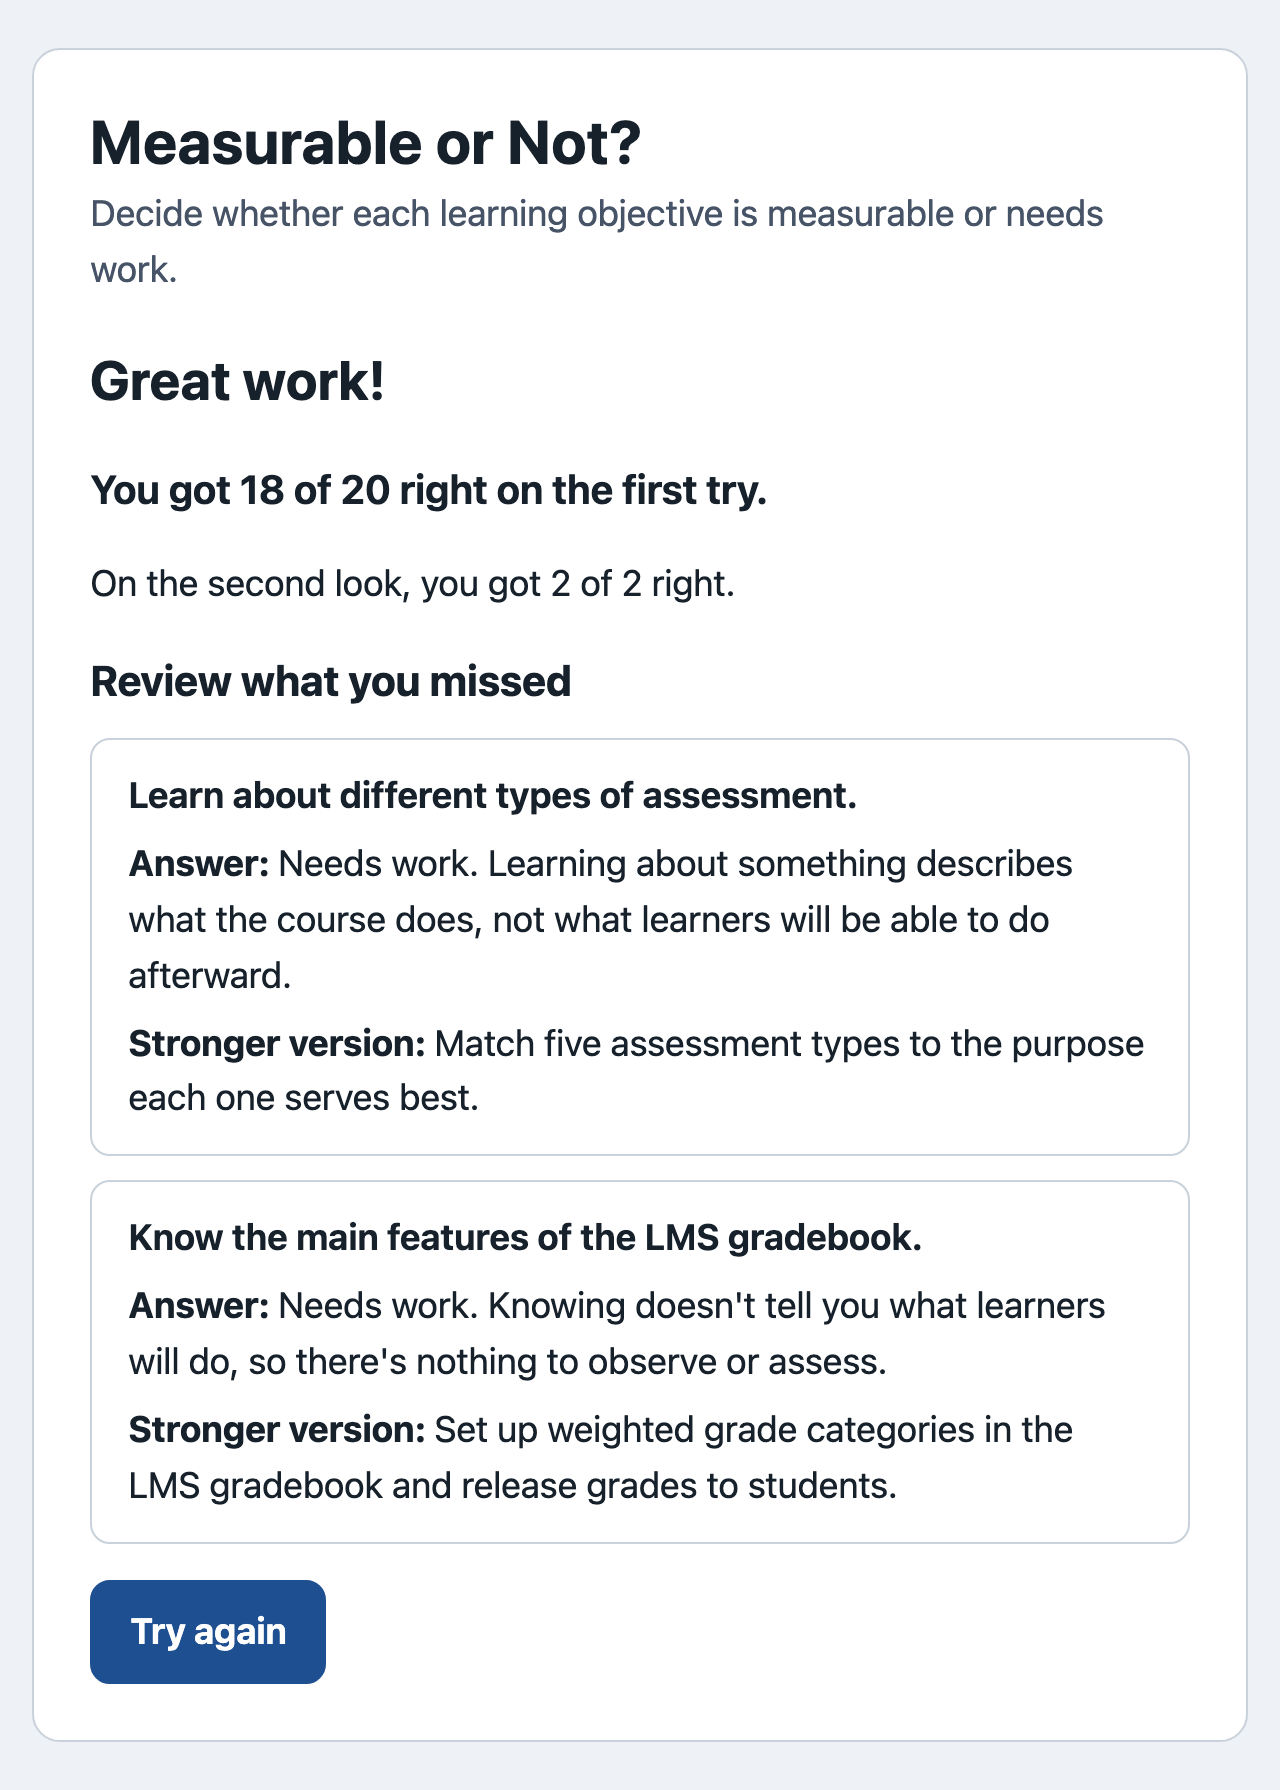 Measurable or Not?
Decide whether each learning objective is measurable or needs
work.
Great work!
You got 18 of 20 right on the first try.
On the second look, you got 2 of 2 right.
Review what you missed
Learn about different types of assessment.
Answer: Needs work. Learning about something describes
what the course does, not what learners will be able to do
afterward.
Stronger version: Match five assessment types to the purpose
each one serves best.
Know the main features of the LMS gradebook.
Answer: Needs work. Knowing doesn't tell you what learners
will do, so there's nothing to observe or assess.
Stronger version: Set up weighted grade categories in the
LMS gradebook and release grades to students.
Try again